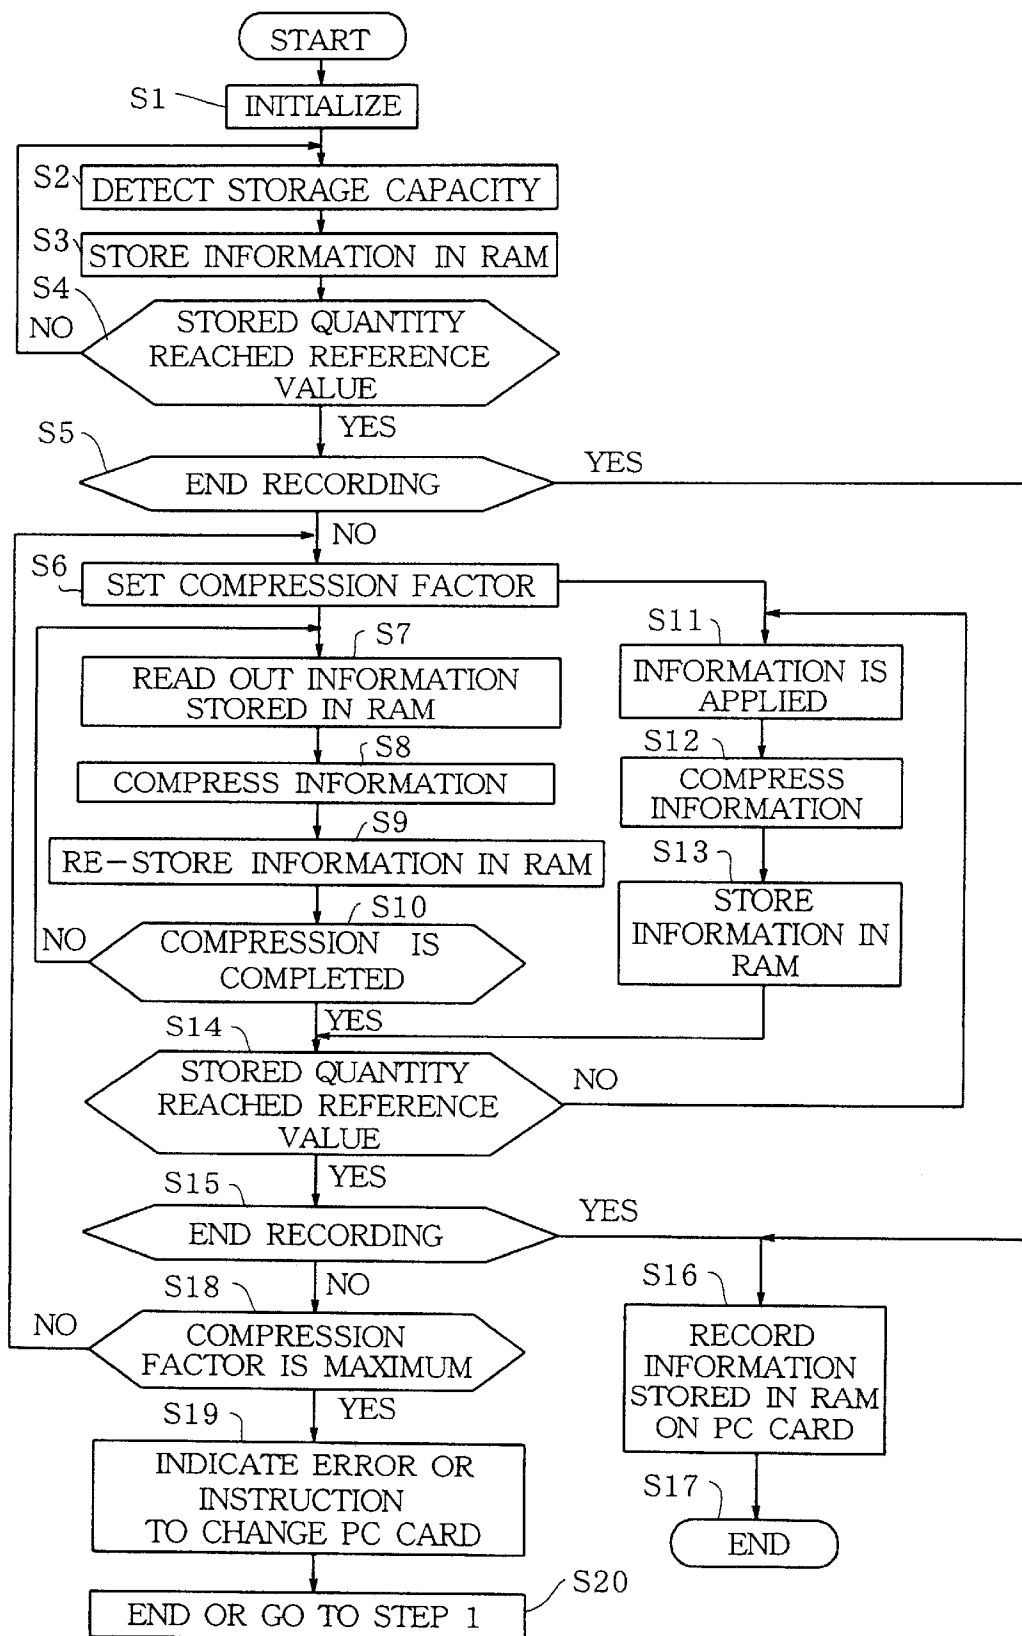 START
S1
INITIALIZE
S2
DETECT STORAGE CAPACITY
S3
STORE INFORMATION IN RAM
S4
NO
STORED QUANTITY
REACHED REFERENCE
VALUE
YES
S5
END RECORDING
YES
NO
S6
SET COMPRESSION FACTOR
S7
READ OUT INFORMATION
STORED IN RAM
S8
COMPRESS INFORMATION
S9
RE-STORE INFORMATION IN RAM
S10
NO
COMPRESSION IS
COMPLETED
YES
S11
INFORMATION IS
APPLIED
S12
COMPRESS
INFORMATION
S13
STORE
INFORMATION IN
RAM
S14
STORED QUANTITY
REACHED REFERENCE
VALUE
NO
YES
S15
END RECORDING
YES
NO
S16
RECORD
INFORMATION
STORED IN RAM
ON PC CARD
S17
END
S18
NO
COMPRESSION
FACTOR IS MAXIMUM
YES
S19
INDICATE ERROR OR
INSTRUCTION
TO CHANGE PC CARD
S20
END OR GO TO STEP 1